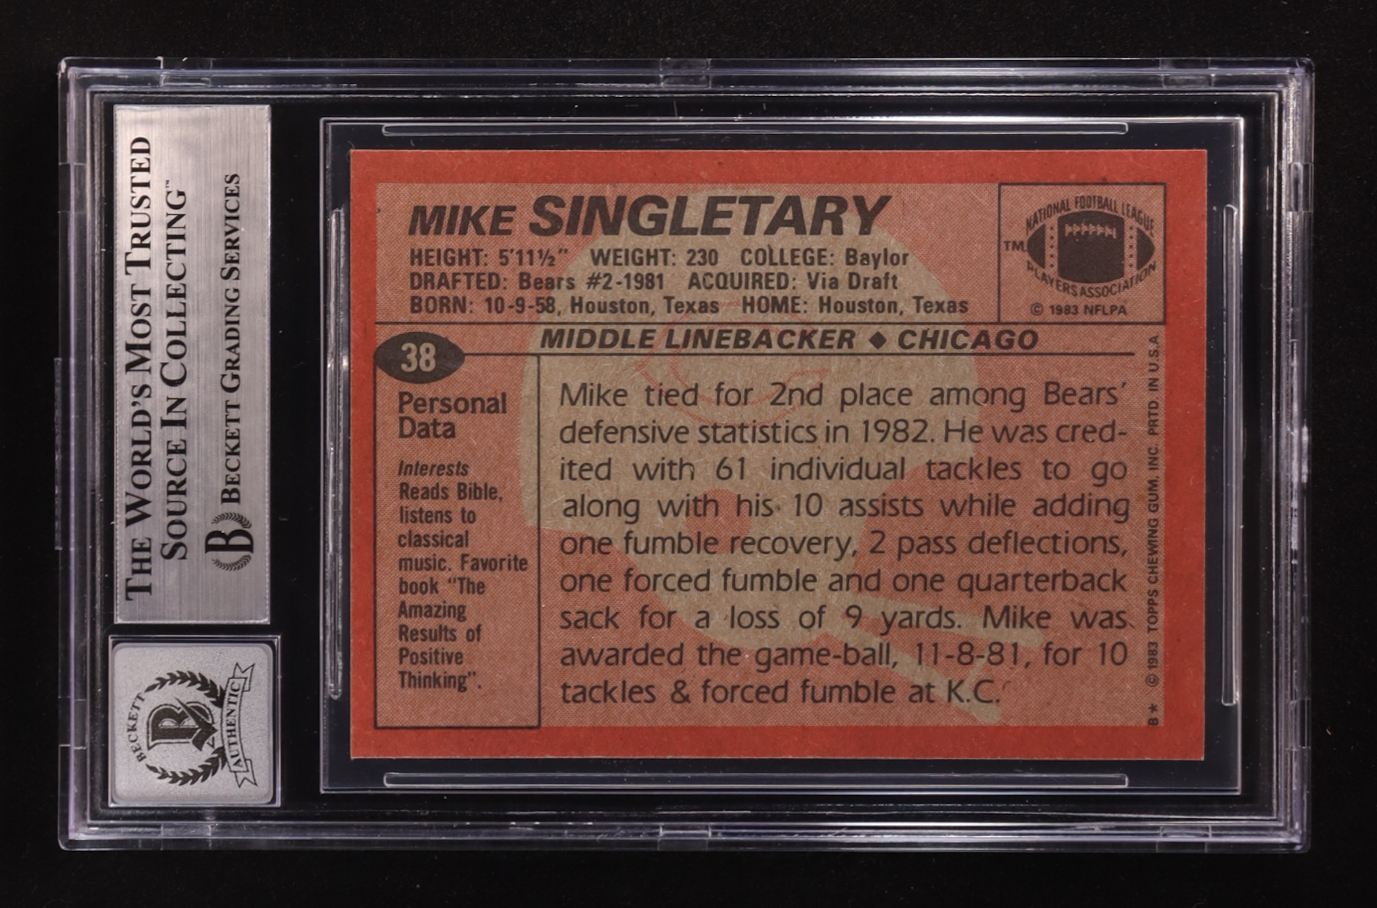 THE WORLD'S MOST TRUSTED
SOURCE IN COLLECTING™
B BECKETT GRADING SERVICES
BECKETT
B
AUTHENTIC
MIKE SINGLETARY
HEIGHT: 5'11½" WEIGHT: 230 COLLEGE: Baylor
DRAFTED: Bears #2-1981 ACQUIRED: Via Draft
BORN: 10-9-58, Houston, Texas HOME: Houston, Texas
NATIONAL FOOTBALL LEAGUE
TM
PLAYERS ASSOCIATION
© 1983 NFLPA
MIDDLE LINEBACKER ◆ CHICAGO
38
Personal
Data
Interests
Reads Bible,
listens to
classical
music. Favorite
book "The
Amazing
Results of
Positive
Thinking".
Mike tied for 2nd place among Bears'
defensive statistics in 1982. He was cred-
ited with 61 individual tackles to go
along with his 10 assists while adding
one fumble recovery, 2 pass deflections,
one forced fumble and one quarterback
sack for a loss of 9 yards. Mike was
awarded the game-ball, 11-8-81, for 10
tackles & forced fumble at K.C.
B* © 1983 TOPPS CHEWING GUM. INC. PRTD. IN U.S.A